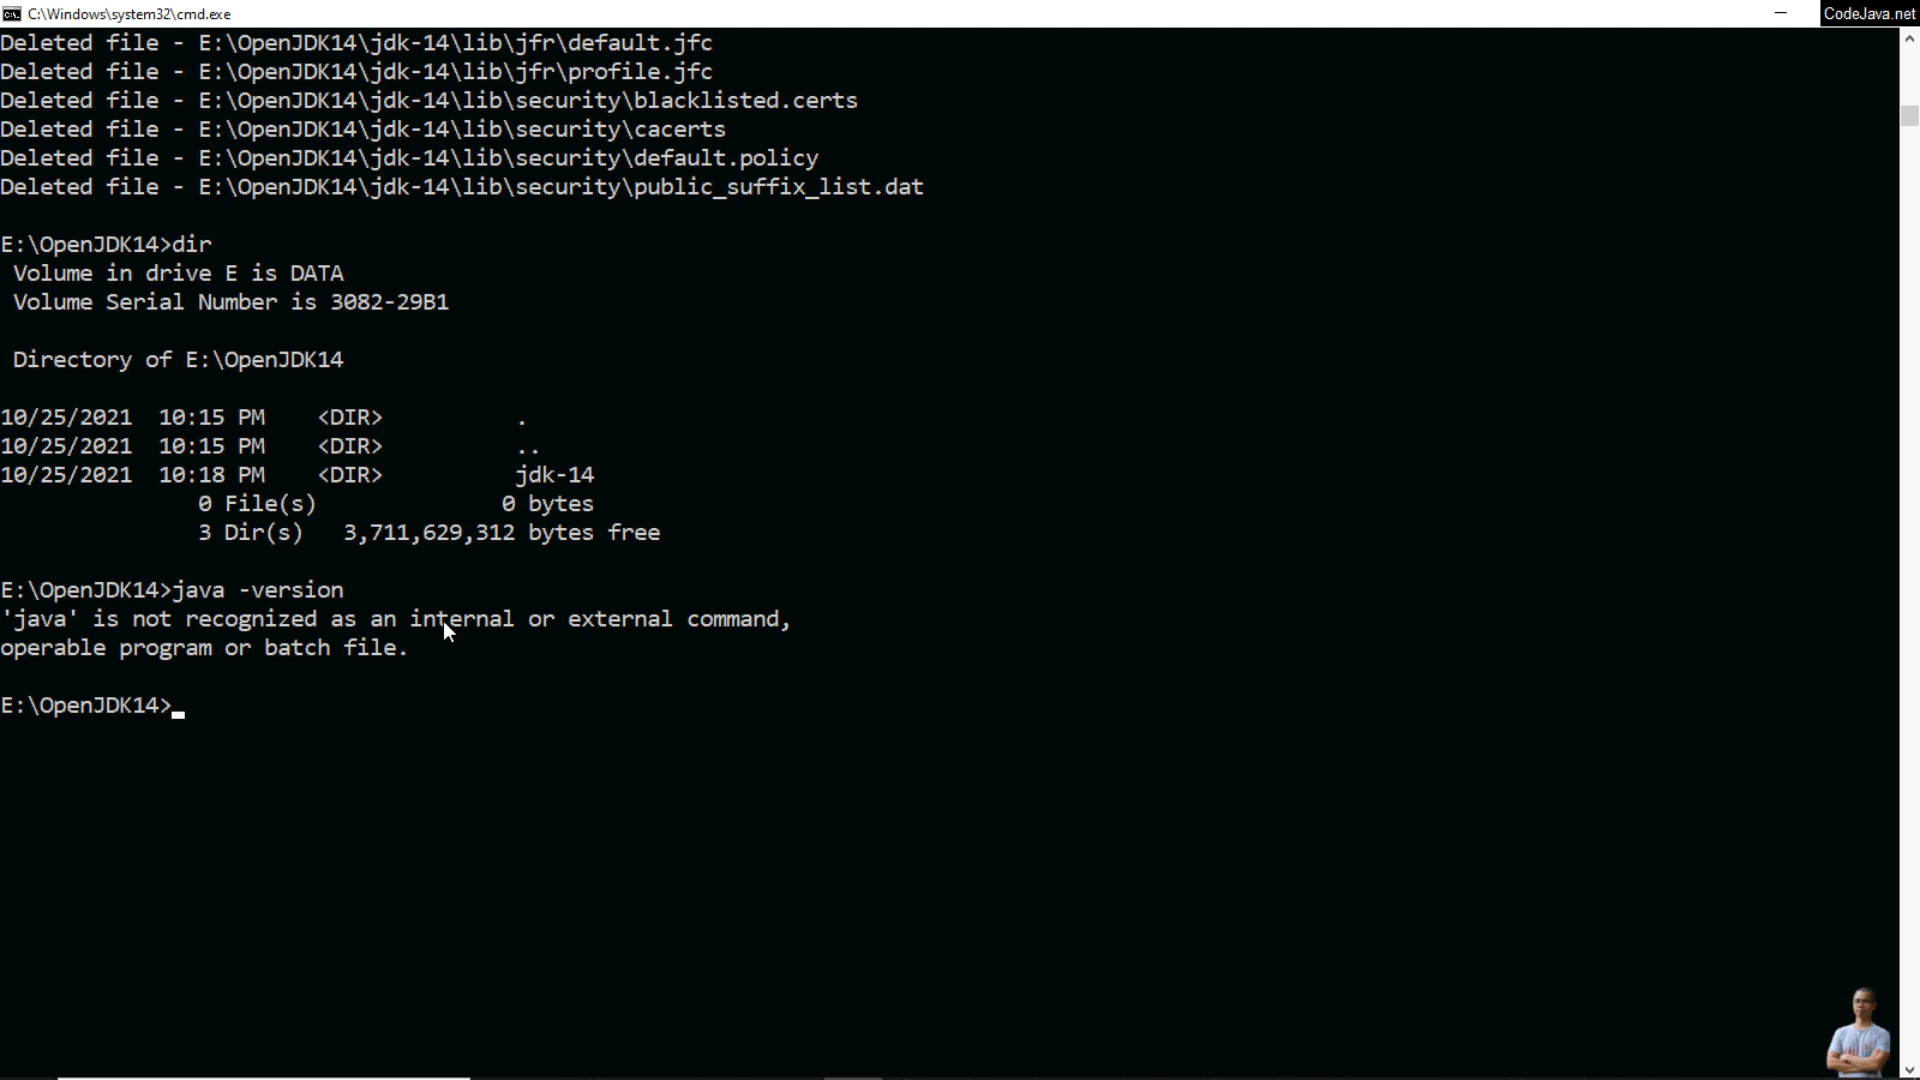 C:\Windows\system32\cmd.exe
CodeJava.net
Deleted file - E:\OpenJDK14\jdk-14\lib\jfr\default.jfc
Deleted file - E:\OpenJDK14\jdk-14\lib\jfr\profile.jfc
Deleted file - E:\OpenJDK14\jdk-14\lib\security\blacklisted.certs
Deleted file - E:\OpenJDK14\jdk-14\lib\security\cacerts
Deleted file - E:\OpenJDK14\jdk-14\lib\security\default.policy
Deleted file - E:\OpenJDK14\jdk-14\lib\security\public_suffix_list.dat
E:\OpenJDK14>dir
Volume in drive E is DATA
Volume Serial Number is 3082-29B1
Directory of E:\OpenJDK14
10/25/2021  10:15 PM    <DIR>          .
10/25/2021  10:15 PM    <DIR>          ..
10/25/2021  10:18 PM    <DIR>          jdk-14
0 File(s)              0 bytes
3 Dir(s)   3,711,629,312 bytes free
E:\OpenJDK14>java -version
'java' is not recognized as an internal or external command,
operable program or batch file.
E:\OpenJDK14>